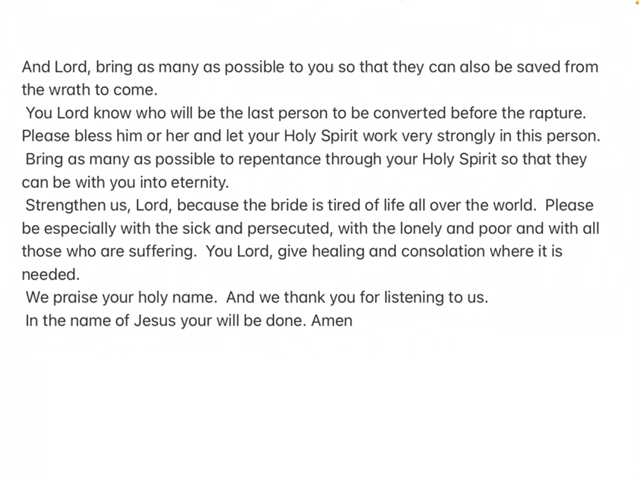 And Lord, bring as many as possible to you so that they can also be saved from
the wrath to come.
You Lord know who will be the last person to be converted before the rapture.
Please bless him or her and let your Holy Spirit work very strongly in this person.
Bring as many as possible to repentance through your Holy Spirit so that they
can be with you into eternity.
Strengthen us, Lord, because the bride is tired of life all over the world.  Please
be especially with the sick and persecuted, with the lonely and poor and with all
those who are suffering.  You Lord, give healing and consolation where it is
needed.
We praise your holy name.  And we thank you for listening to us.
In the name of Jesus your will be done. Amen